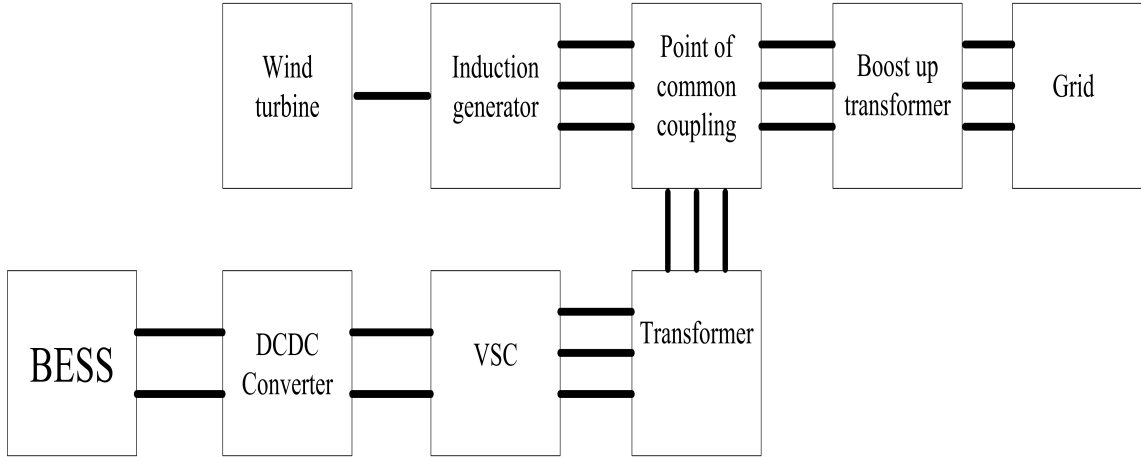 Wind
turbine
Induction
generator
Point of
common
coupling
Boost up
transformer
Grid
BESS
DCDC
Converter
VSC
Transformer